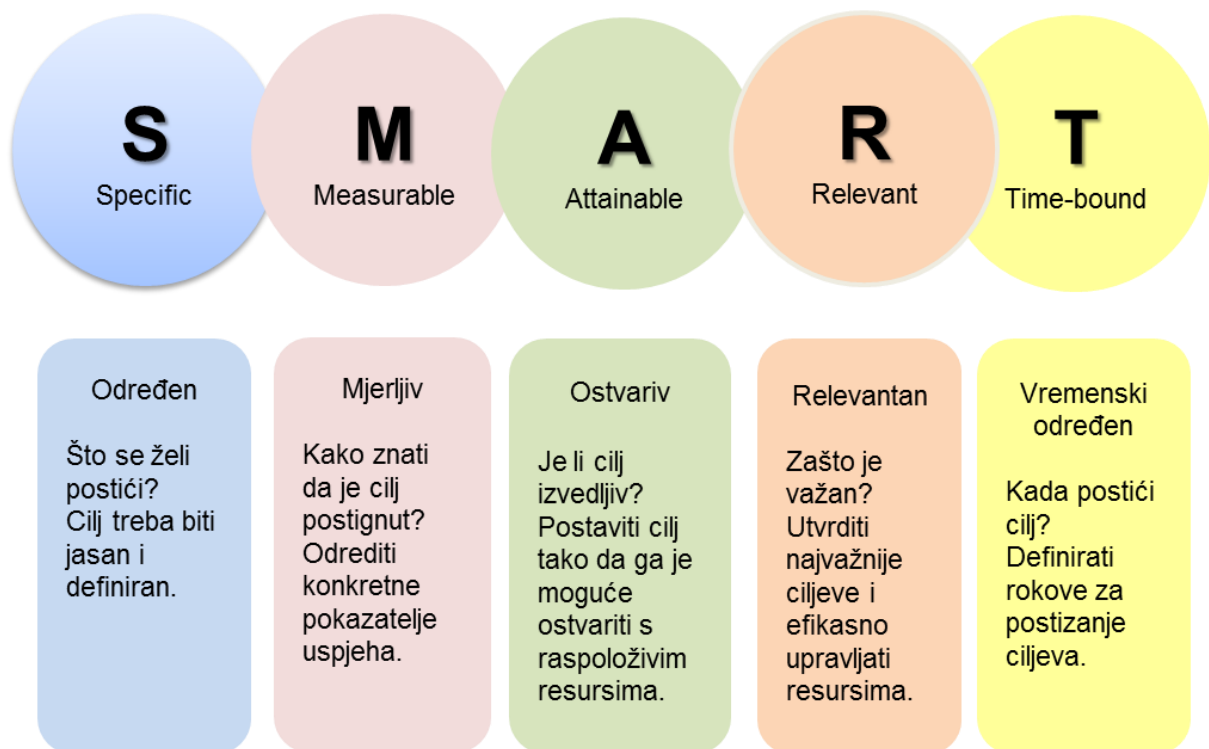 S
Specific
M
Measurable
A
Attainable
R
Relevant
T
Time-bound
Određen
Što se želi
postići?
Cilj treba biti
jasan i
definiran.
Mjerljiv
Kako znati
da je cilj
postignut?
Odrediti
konkretne
pokazatelje
uspjeha.
Ostvariv
Je li cilj
izvedljiv?
Postaviti cilj
tako da ga je
moguće
ostvariti s
raspoloživim
resursima.
Relevantan
Zašto je
važan?
Utvrditi
najvažnije
ciljeve i
efikasno
upravljati
resursima.
Vremenski
određen
Kada postići
cilj?
Definirati
rokove za
postizanje
ciljeva.